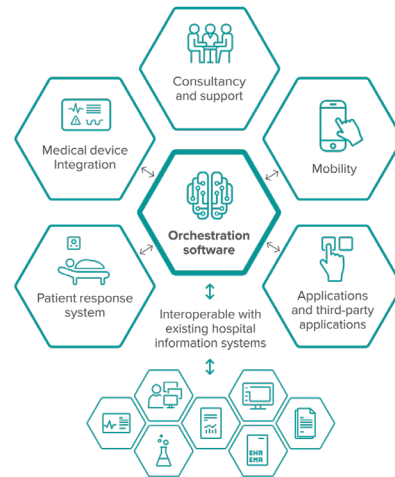 Consultancy
and support
Medical device
Integration
Mobility
Orchestration
software
Patient response
system
Applications
and third-party
applications
Interoperable with
existing hospital
information systems
EHR
EMR